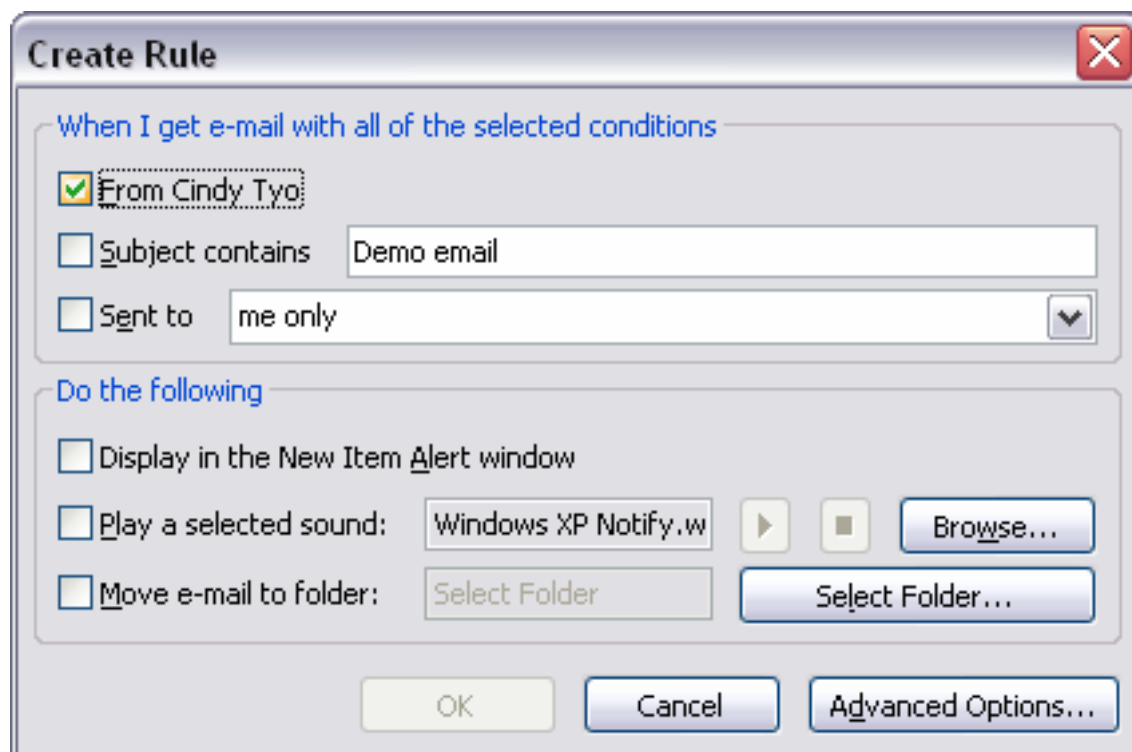 Create Rule
When I get e-mail with all of the selected conditions
From Cindy Tyo
Subject contains Demo email
Sent to me only
Do the following
Display in the New Item Alert window
Play a selected sound: Windows XP Notify.w Browse...
Move e-mail to folder: Select Folder Select Folder...
OK Cancel Advanced Options...